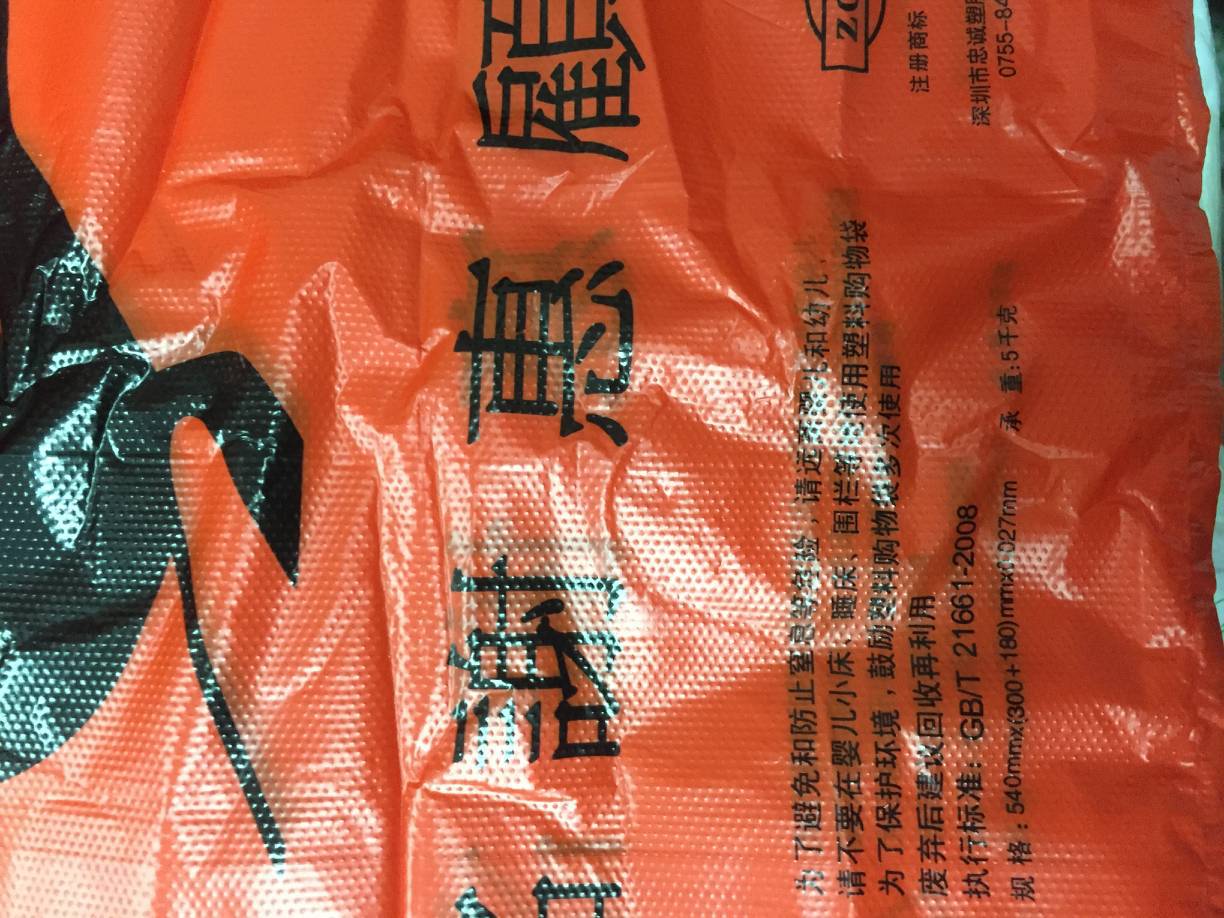 謝惠顧
为了避免和防止窒息等危险,请远离婴儿和幼儿,
请不要在婴儿小床、睡床、围栏等内使用塑料购物袋
为了保护环境,鼓励塑料购物袋多次使用
废弃后建议回收再利用
执行标准:GB/T 21661-2008
规 格:540mmx(300+180)mmx0.027mm 承 重:5千克
注册商标
深圳市忠诚塑
0755-84